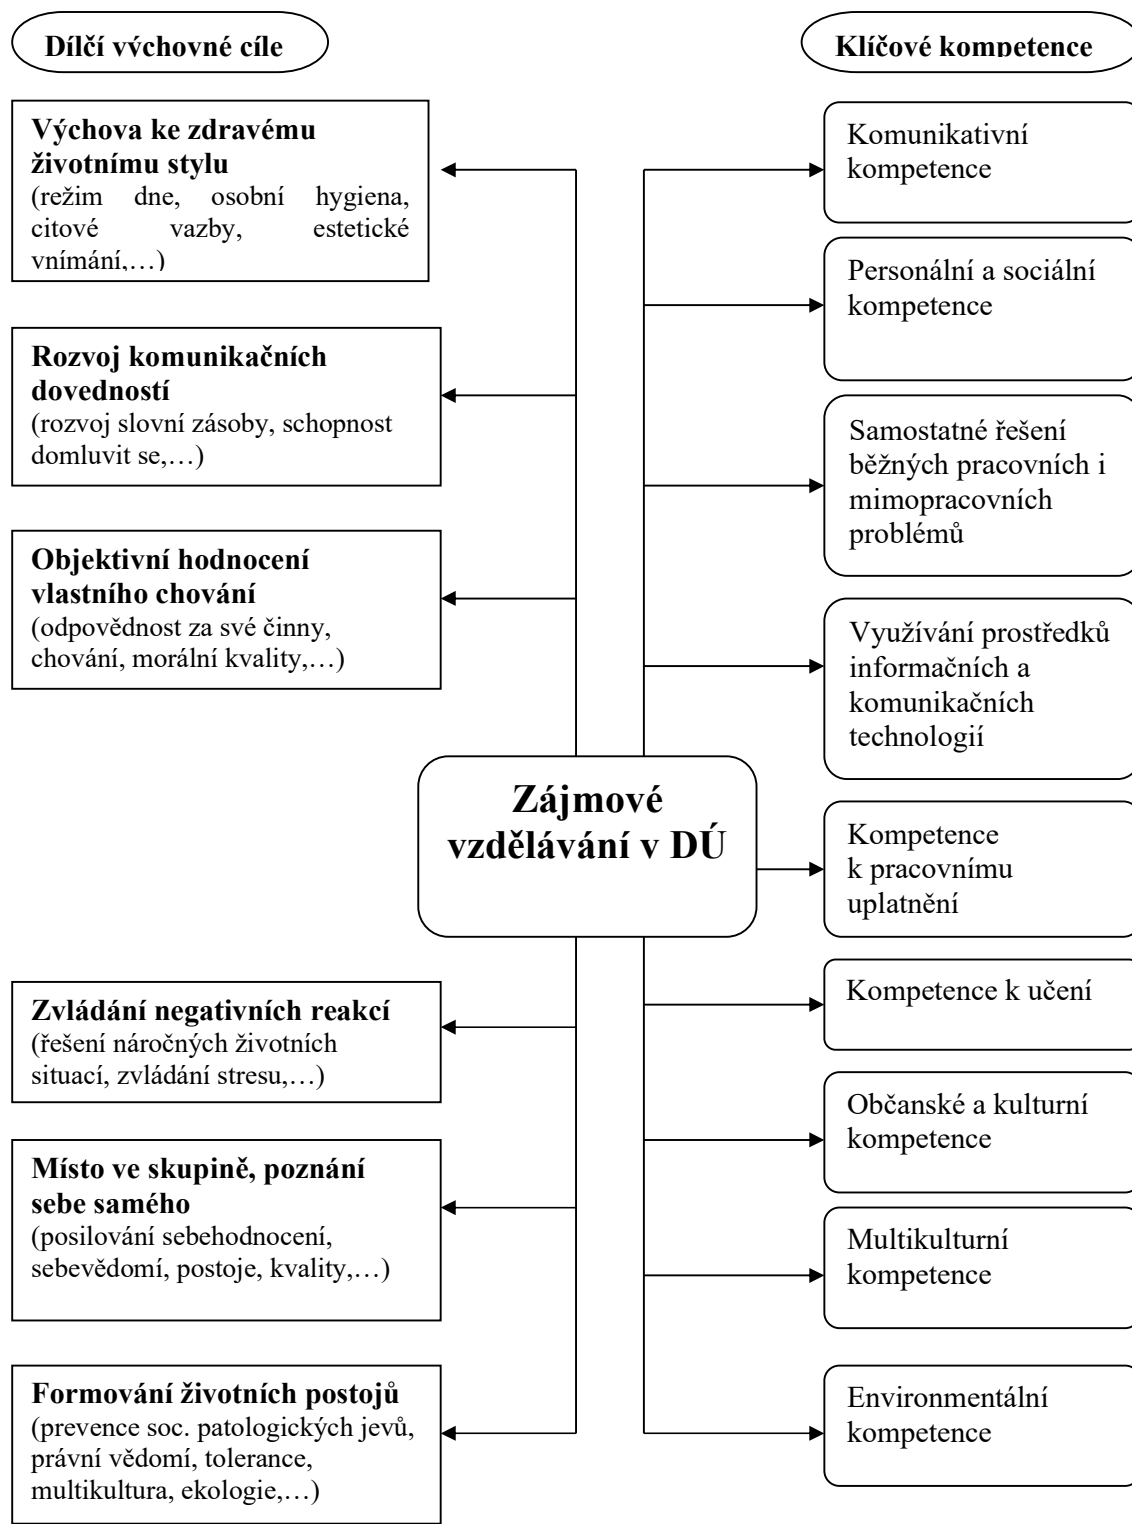 Dílčí výchovné cíle
Výchova ke zdravému
životnímu stylu
(režim dne, osobní hygiena,
citové vazby, estetické
vnímání,…)
Rozvoj komunikačních
dovedností
(rozvoj slovní zásoby, schopnost
domluvit se,…)
Objektivní hodnocení
vlastního chování
(odpovědnost za své činny,
chování, morální kvality,…)
Zájmové
vzdělávání v DÚ
Zvládání negativních reakcí
(řešení náročných životních
situací, zvládání stresu,…)
Místo ve skupině, poznání
sebe samého
(posilování sebehodnocení,
sebevědomí, postoje, kvality,…)
Formování životních postojů
(prevence soc. patologických jevů,
právní vědomí, tolerance,
multikultura, ekologie,…)
Klíčové kompetence
Komunikativní
kompetence
Personální a sociální
kompetence
Samostatné řešení
běžných pracovních i
mimopracovních
problémů
Využívání prostředků
informačních a
komunikačních
technologií
Kompetence
k pracovnímu
uplatnění
Kompetence k učení
Občanské a kulturní
kompetence
Multikulturní
kompetence
Environmentální
kompetence